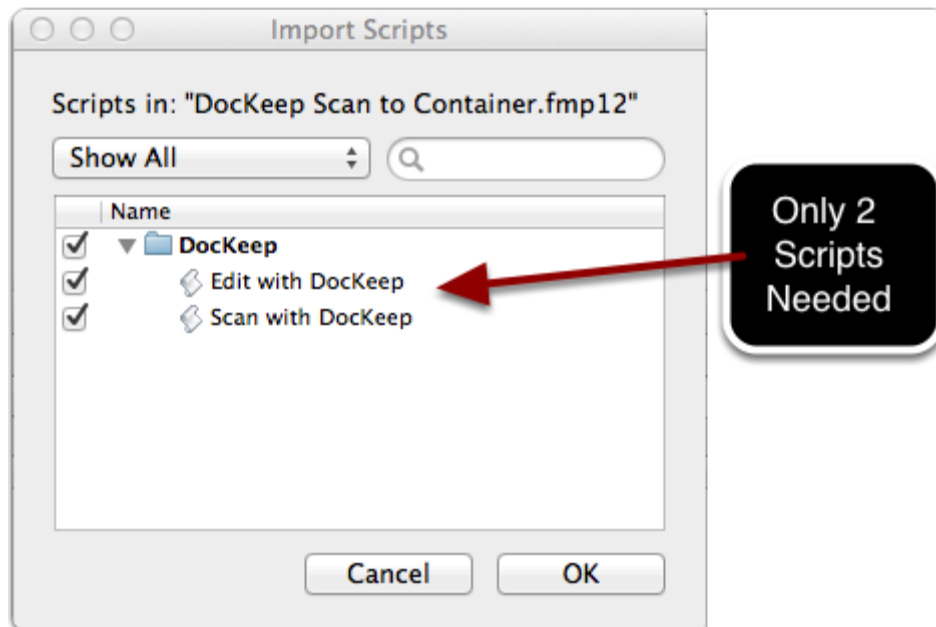 Import Scripts
Scripts in: "DocKeep Scan to Container.fmp12"
Show All
Name
DocKeep
Edit with DocKeep
Scan with DocKeep
Only 2
Scripts
Needed
Cancel
OK